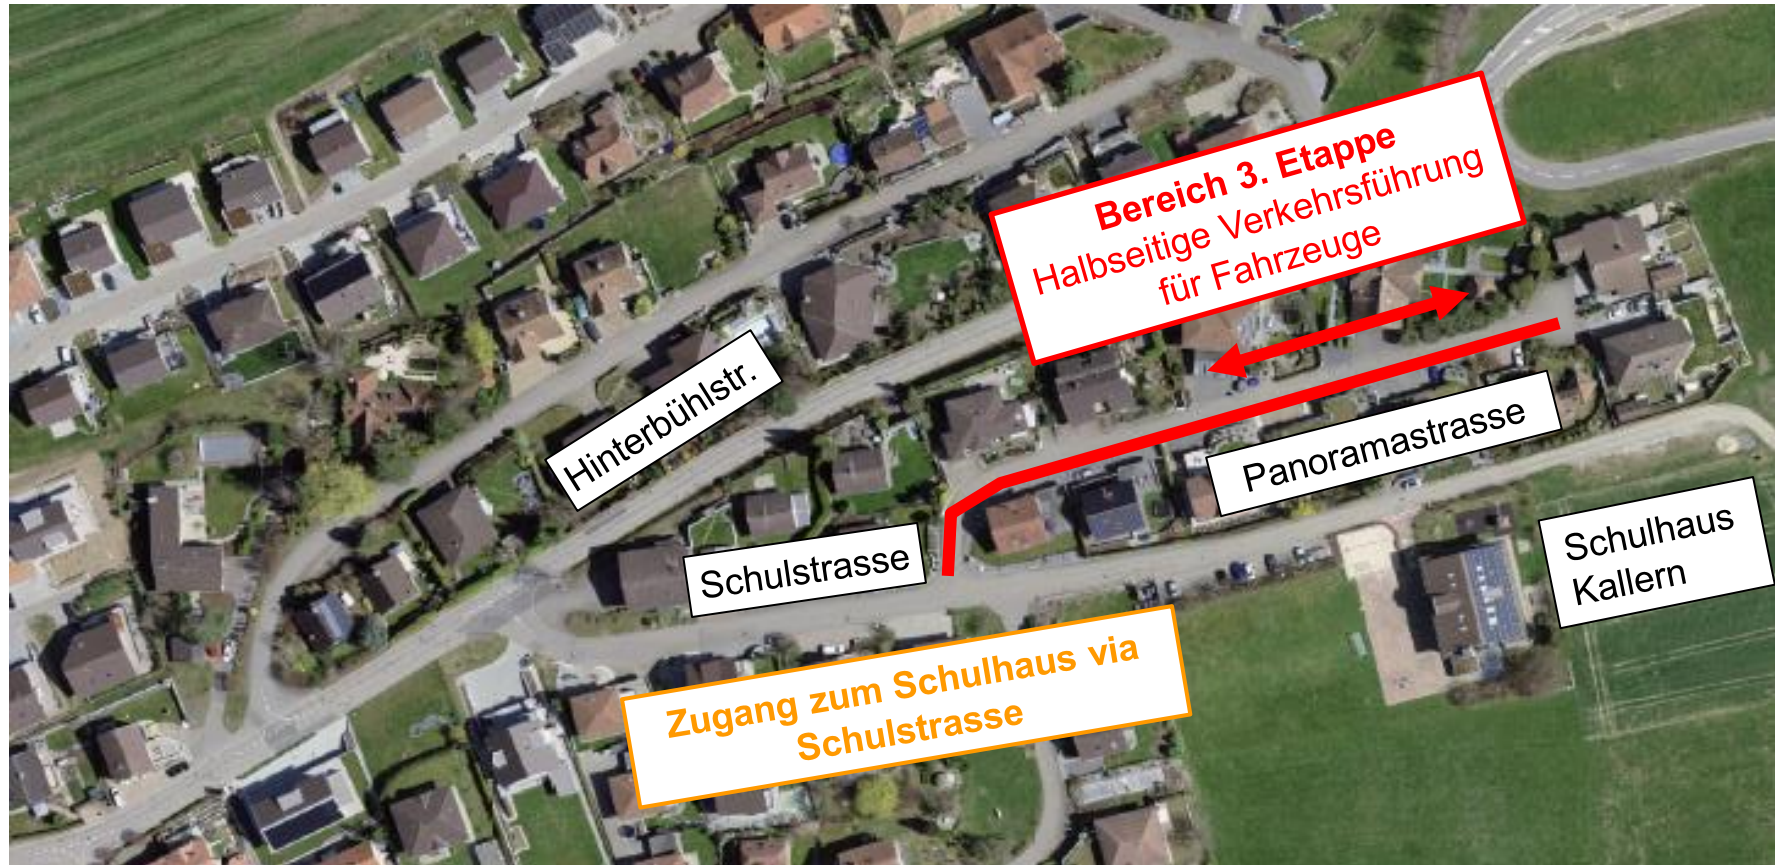 Bereich 3. Etappe
Halbseitige Verkehrsführung
für Fahrzeuge
Hinterbühlstr.
Panoramastrasse
Schulstrasse
Schulhaus
Kallern
Zugang zum Schulhaus via
Schulstrasse